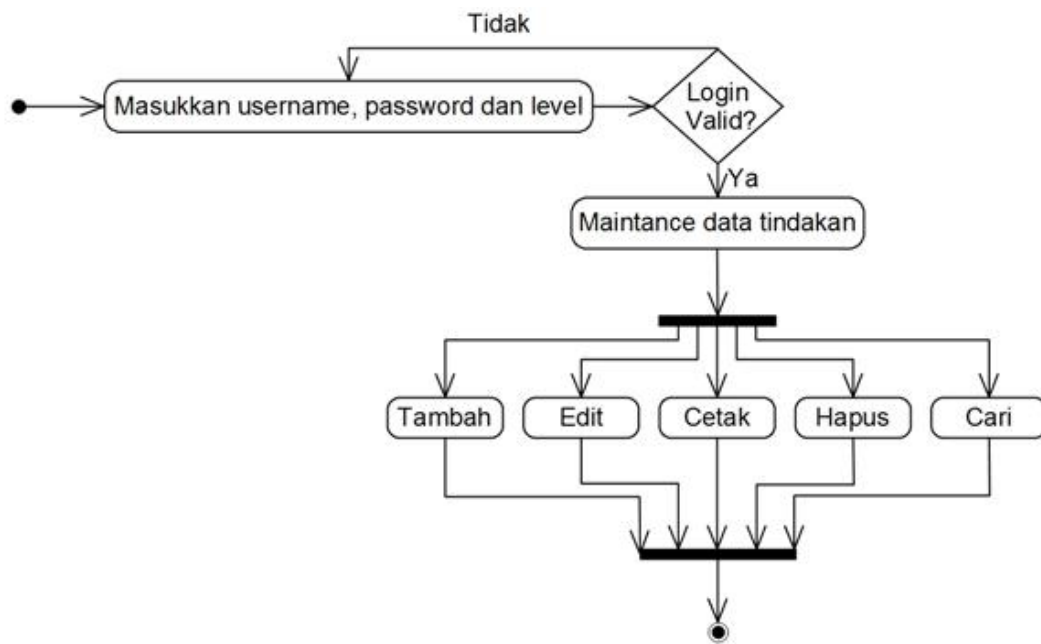 Tidak
Masukkan username, password dan level
Login
Valid?
Ya
Maintance data tindakan
Tambah
Edit
Cetak
Hapus
Cari